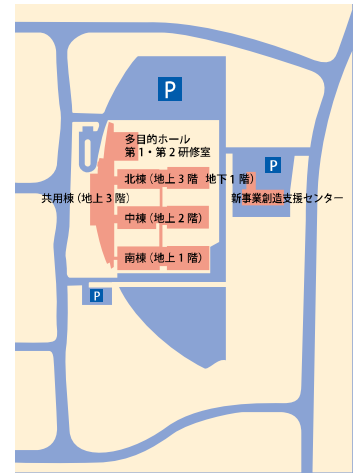 P
多目的ホール
第1・第2研修室
P
北棟（地上3階 地下1階）
共用棟（地上3階）
新事業創造支援センター
中棟（地上2階）
南棟（地上1階）
P